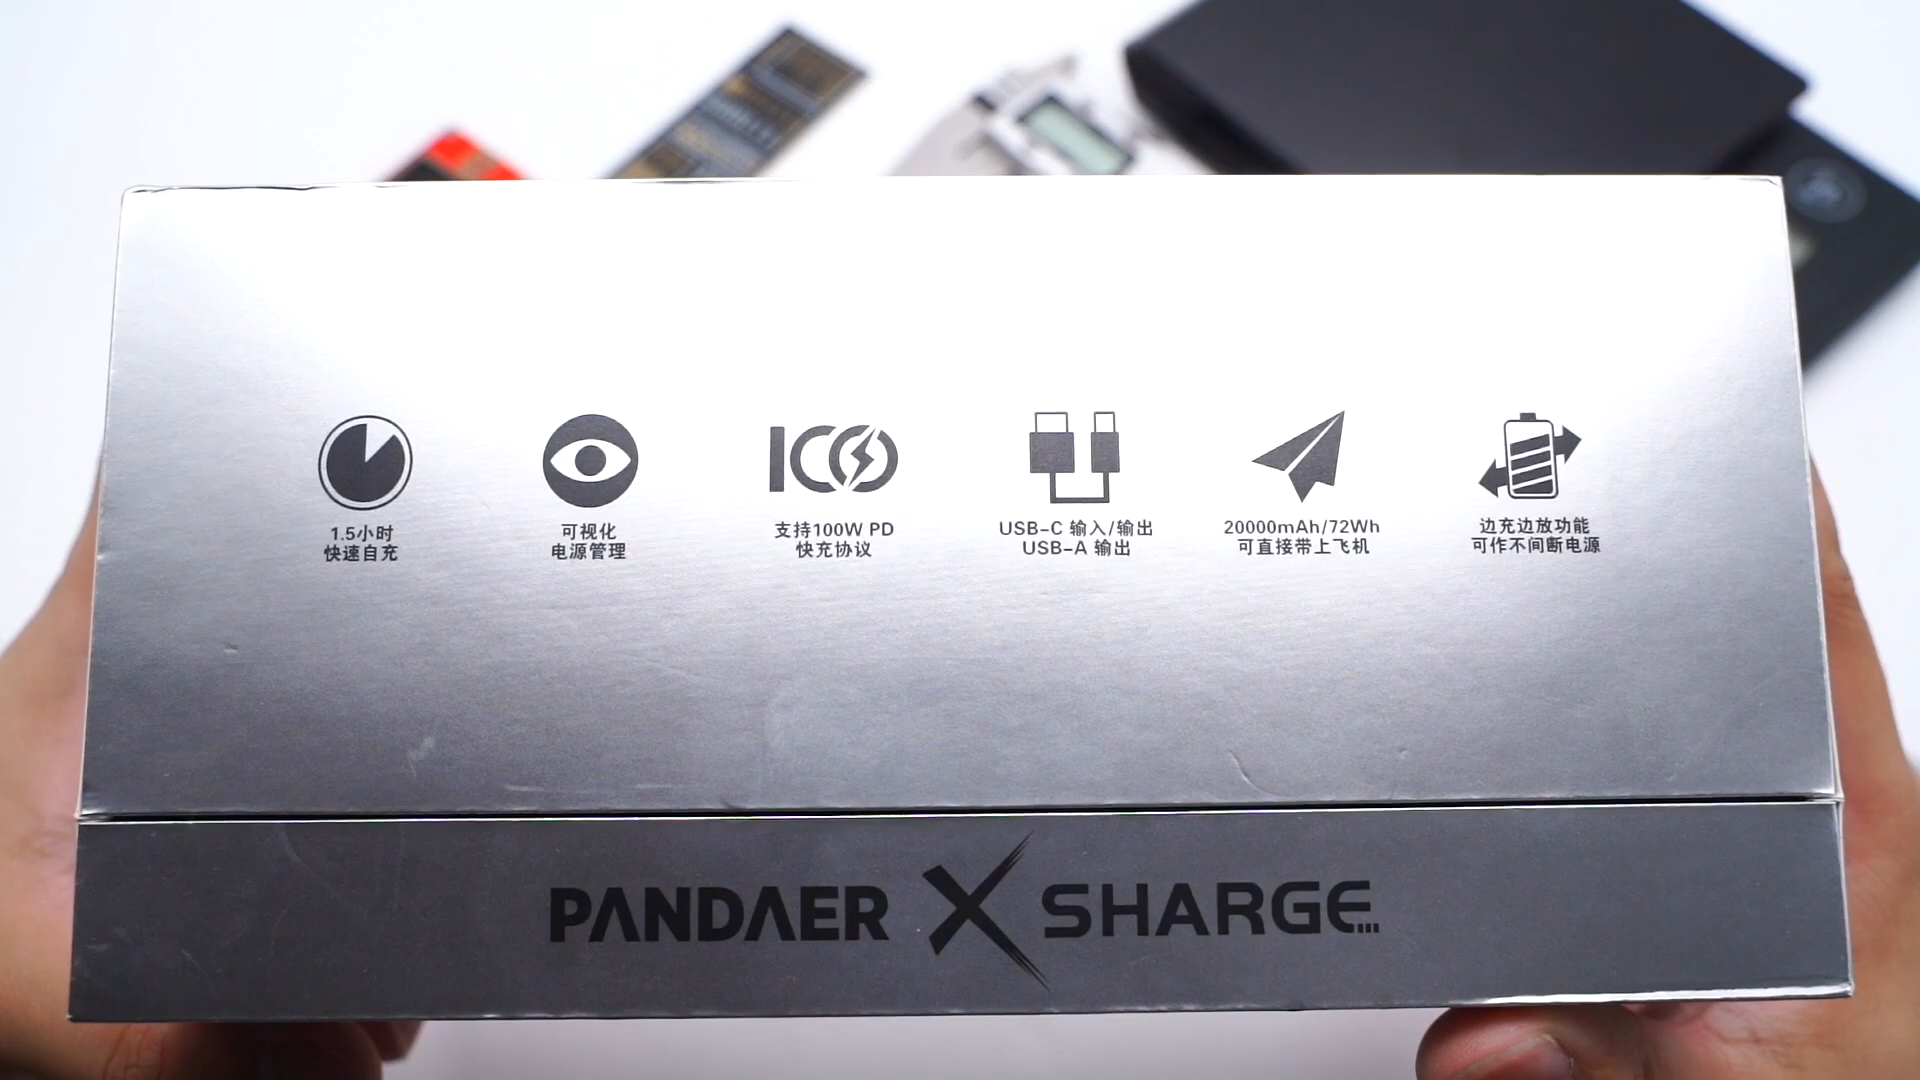 1.5小时
快速自充
可视化
电源管理
100
支持100W PD
快充协议
USB-C 输入/输出
USB-A 输出
20000mAh/72Wh
可直接带上飞机
边充边放功能
可作不间断电源
PANDAER X SHARGE